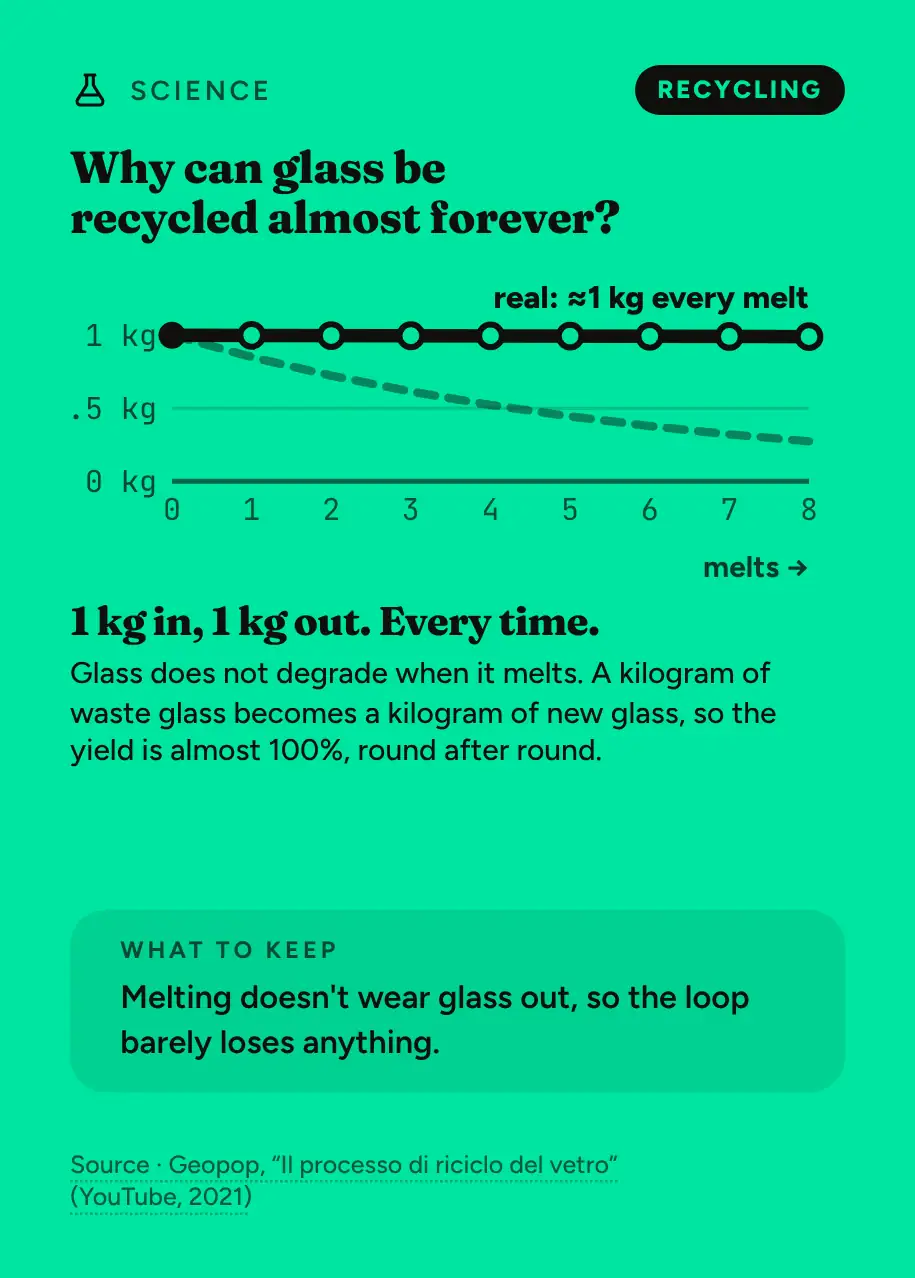 SCIENCE
RECYCLING
Why can glass be
recycled almost forever?
real: ≈1 kg every melt
1 kg
.5 kg
0 kg
0 1 2 3 4 5 6 7 8
melts →
1 kg in, 1 kg out. Every time.
Glass does not degrade when it melts. A kilogram of
waste glass becomes a kilogram of new glass, so the
yield is almost 100%, round after round.
WHAT TO KEEP
Melting doesn't wear glass out, so the loop
barely loses anything.
Source · Geopop, “Il processo di riciclo del vetro”
(YouTube, 2021)